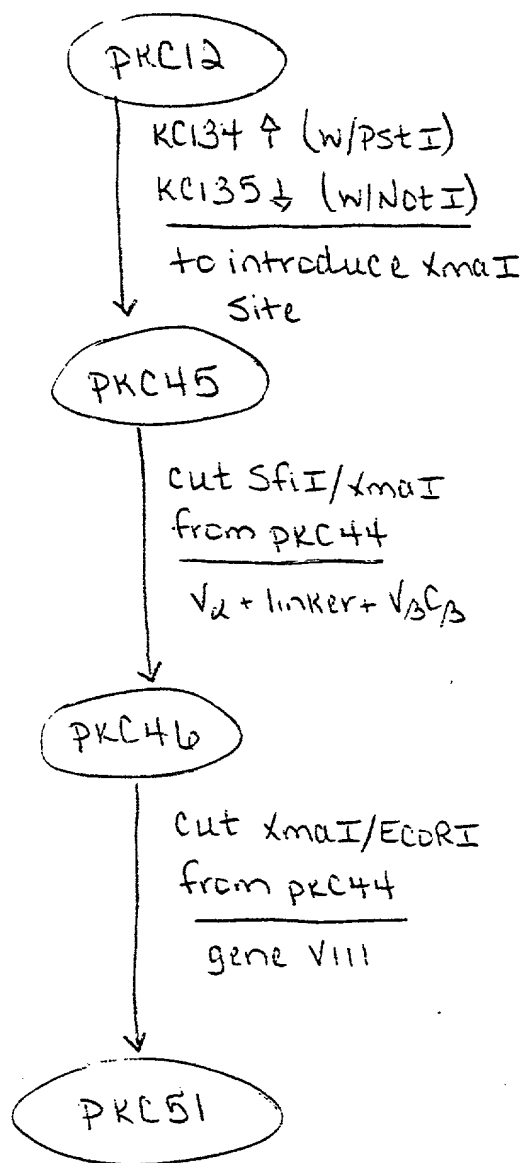 pKC12
KC134 ↑ (w/PstI)
KC135 ↓ (w/NotI)
to introduce XmaI
site
pKC45
cut SfiI/XmaI
from pKC44
Vα + linker + VβCβ
pKC46
cut XmaI/EcoRI
from pKC44
gene VIII
pKC51